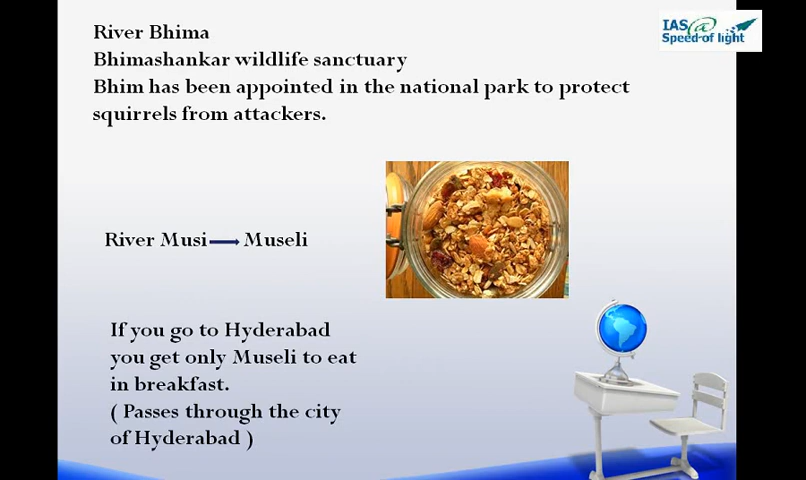 IAS@
Speed of light
River Bhima
Bhimashankar wildlife sanctuary
Bhim has been appointed in the national park to protect
squirrels from attackers.
River Musi Museli
If you go to Hyderabad
you get only Museli to eat
in breakfast.
( Passes through the city
of Hyderabad )